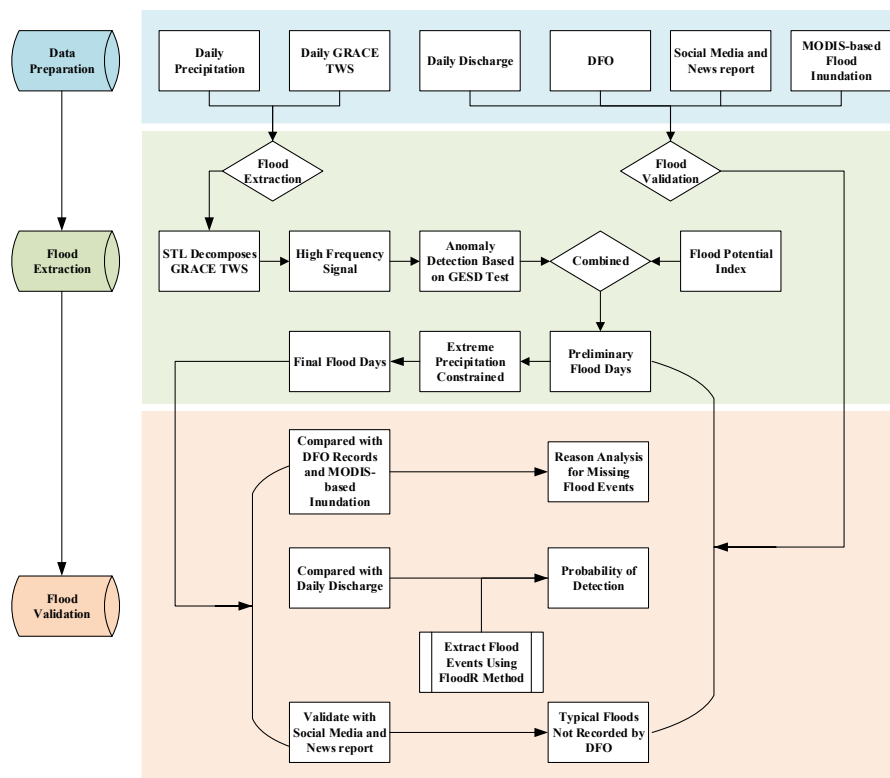 Data
Preparation
Daily
Precipitation
Daily GRACE
TWS
Daily Discharge
DFO
Social Media and
News report
MODIS-based
Flood
Inundation
Flood
Extraction
Flood
Validation
Flood
Extraction
STL Decomposes
GRACE TWS
High Frequency
Signal
Anomaly
Detection Based
on GESD Test
Combined
Flood Potential
Index
Final Flood Days
Extreme
Precipitation
Constrained
Preliminary
Flood Days
Compared with
DFO Records
and MODIS-
based
Inundation
Reason Analysis
for Missing
Flood Events
Flood
Validation
Compared with
Daily Discharge
Probability of
Detection
Extract Flood
Events Using
FloodR Method
Validate with
Social Media and
News report
Typical Floods
Not Recorded by
DFO